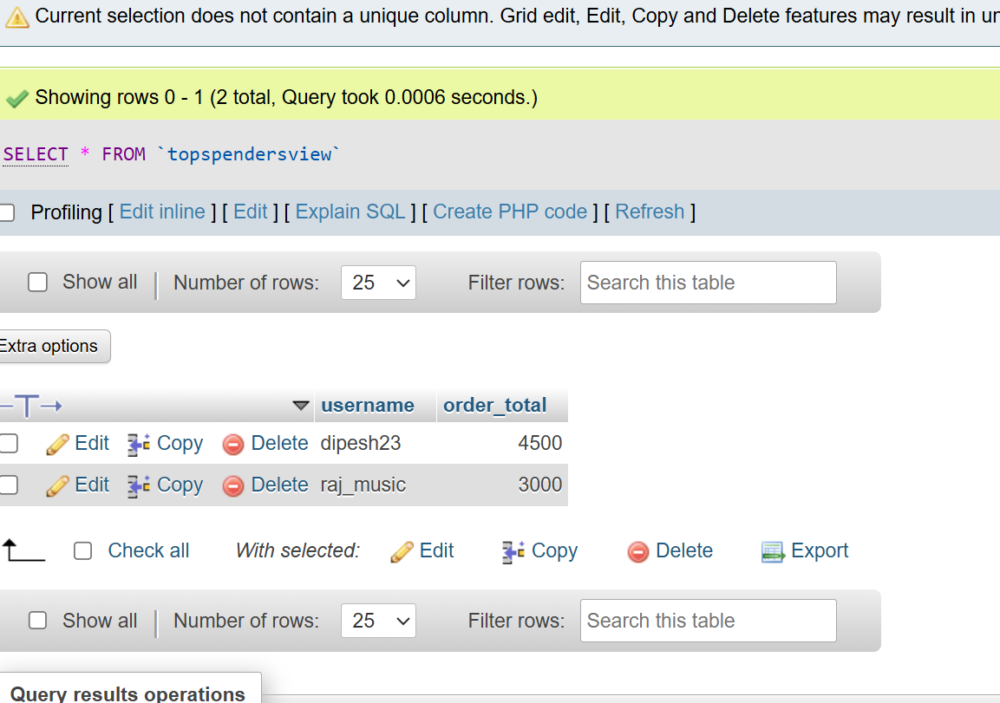 Current selection does not contain a unique column. Grid edit, Edit, Copy and Delete features may result in
Showing rows 0 - 1 (2 total, Query took 0.0006 seconds.)
SELECT * FROM `topspendersview`
Profiling [ Edit inline ] [ Edit ] [ Explain SQL ] [ Create PHP code ] [ Refresh ]
Show all Number of rows: 25 Filter rows: Search this table
Extra options
username order_total
Edit Copy Delete dipesh23 4500
Edit Copy Delete raj_music 3000
Check all With selected: Edit Copy Delete Export
Show all Number of rows: 25 Filter rows: Search this table
Query results operations